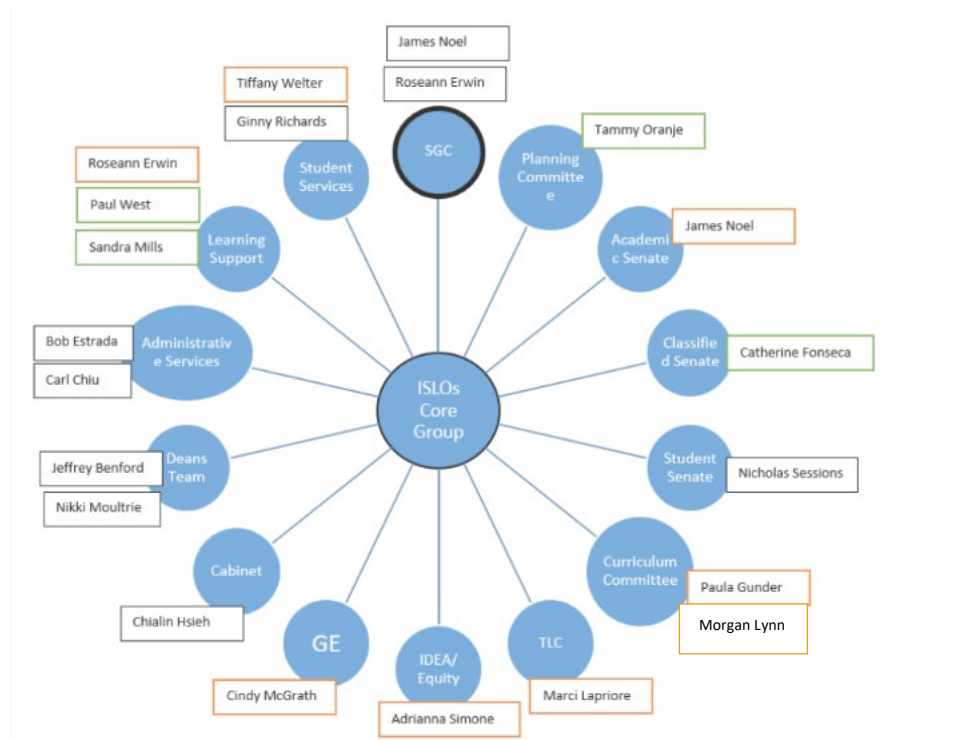 James Noel
Roseann Erwin
SGC
Tiffany Welter
Ginny Richards
Student
Services
Tammy Oranje
Planning
Committe
e
Roseann Erwin
Paul West
Sandra Mills
Learning
Support
James Noel
Academi
c Senate
Bob Estrada
Carl Chiu
Administrativ
e Services
Classifie
d Senate
Catherine Fonseca
ISLOs
Core
Group
Jeffrey Benford
Nikki Moultrie
Deans
Team
Student
Senate
Nicholas Sessions
Cabinet
Chialin Hsieh
Curriculum
Committee
Paula Gunder
Morgan Lynn
GE
Cindy McGrath
IDEA/
Equity
Adrianna Simone
TLC
Marci Lapriore